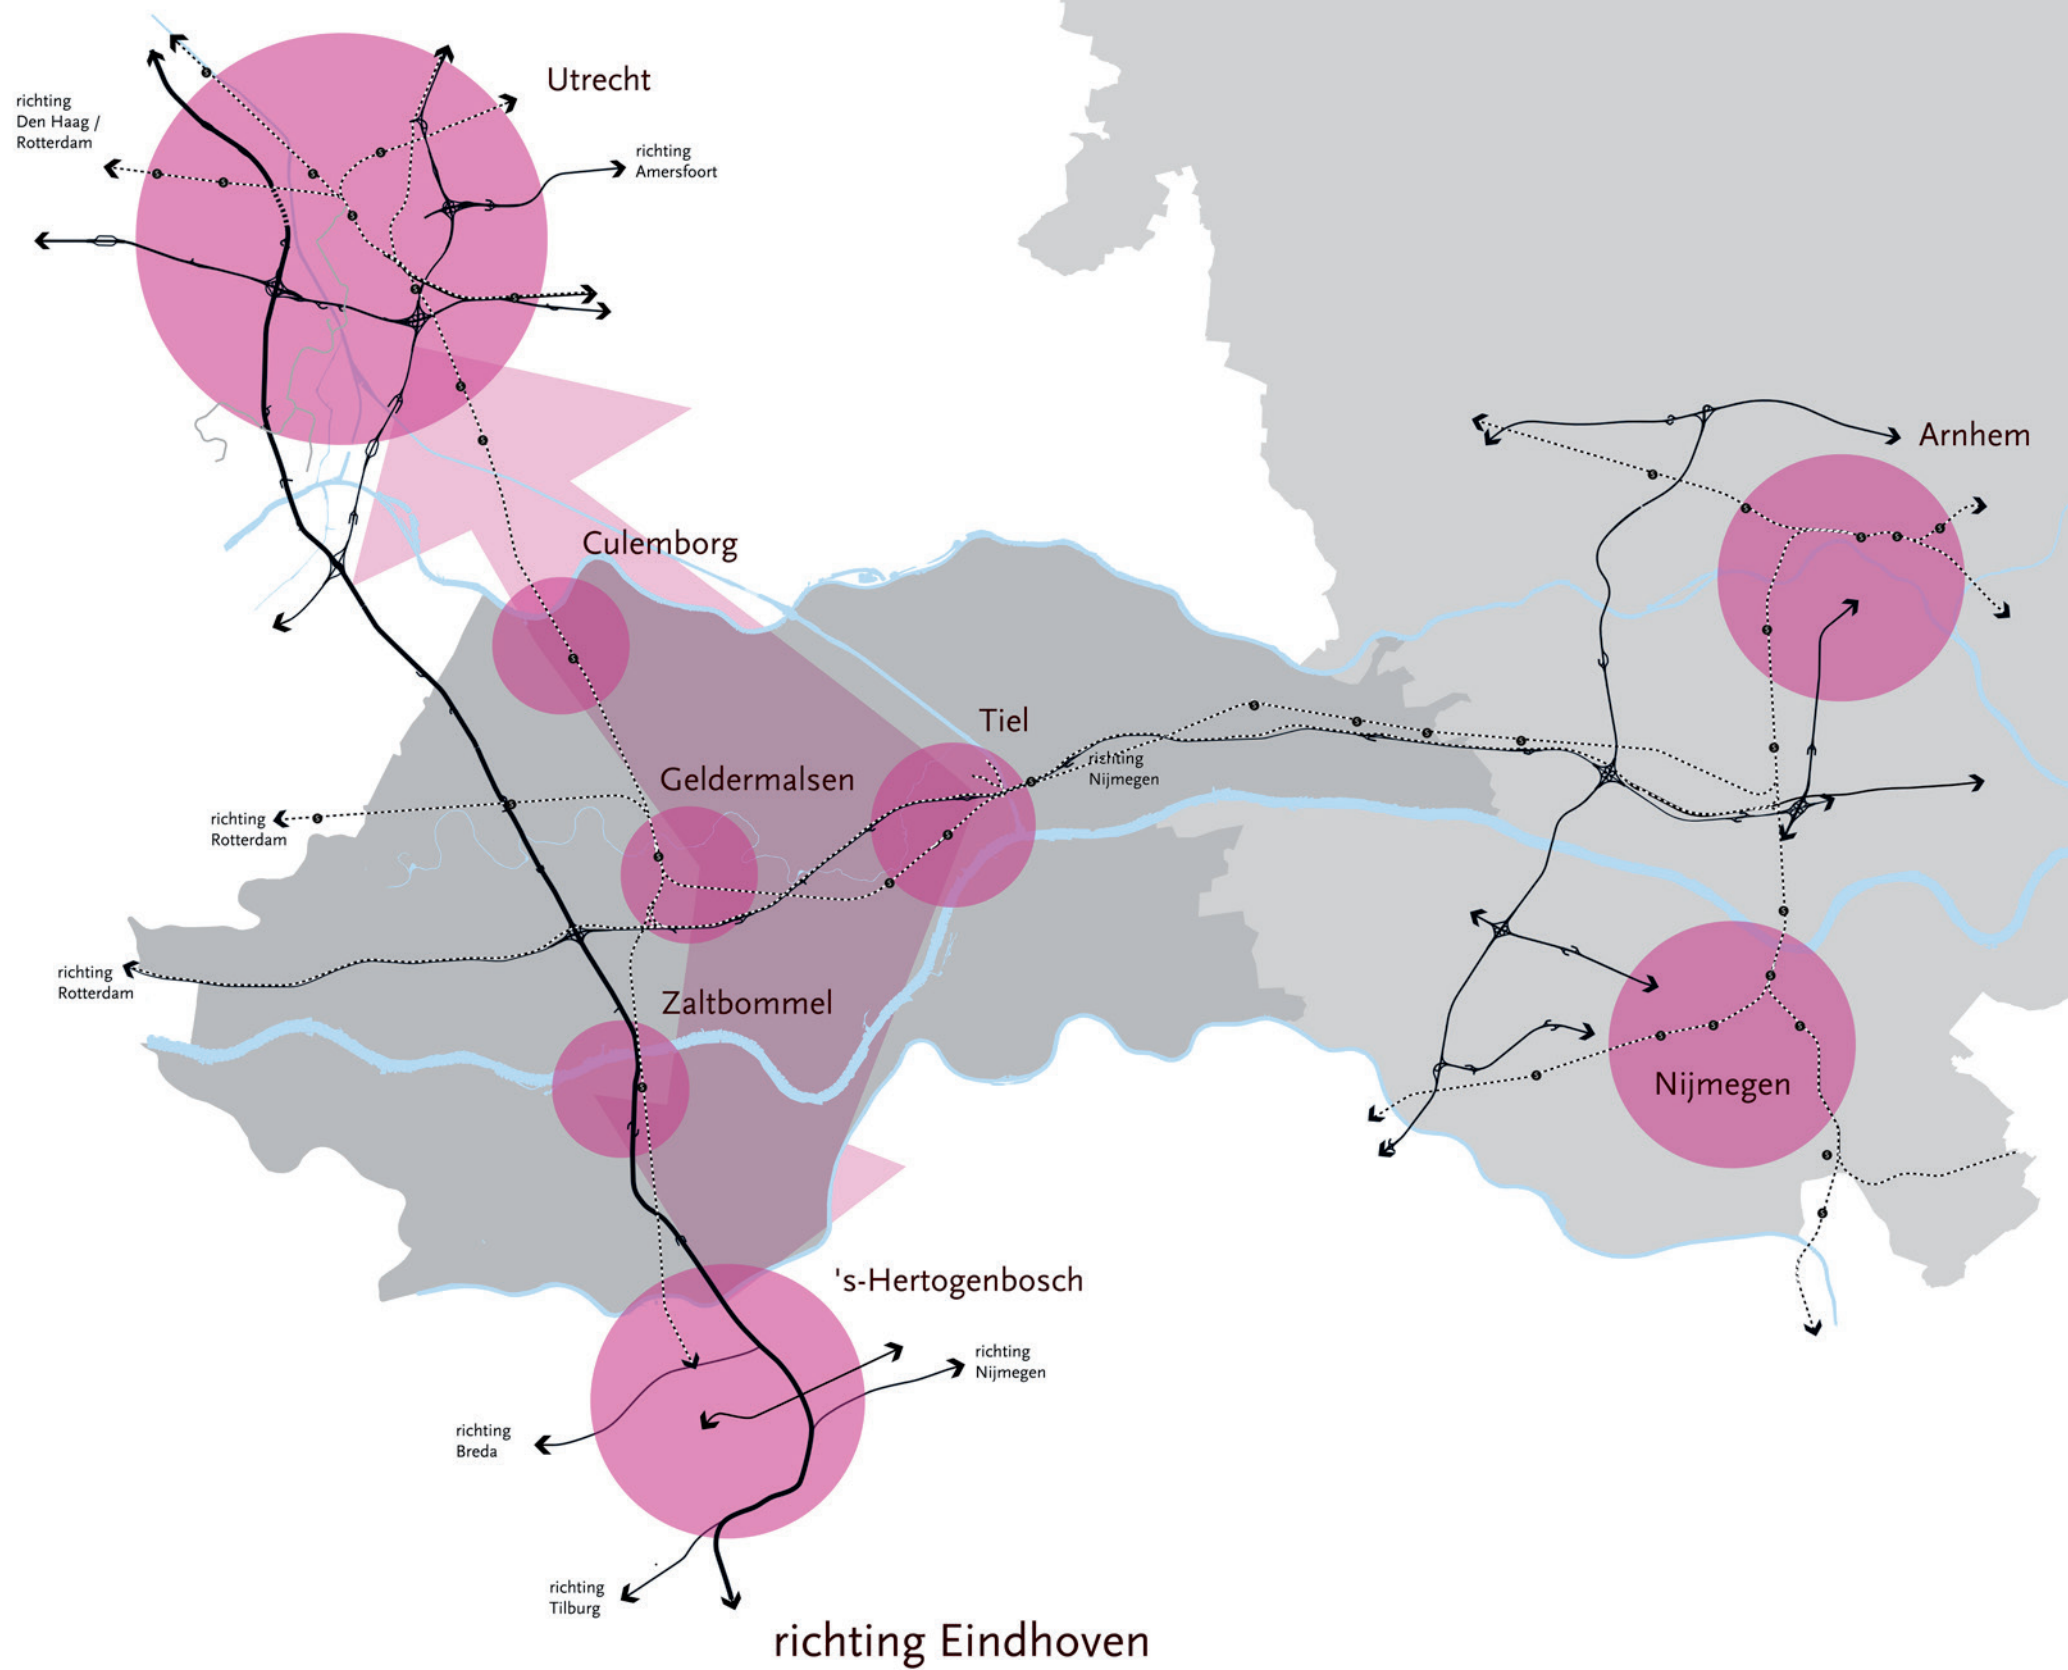 Utrecht
richting
Den Haag /
Rotterdam
richting
Amersfoort
Arnhem
Culemborg
Tiel
richting
Nijmegen
Geldermalsen
richting
Rotterdam
richting
Rotterdam
Zaltbommel
Nijmegen
's-Hertogenbosch
richting
Nijmegen
richting
Breda
richting
Tilburg
richting Eindhoven